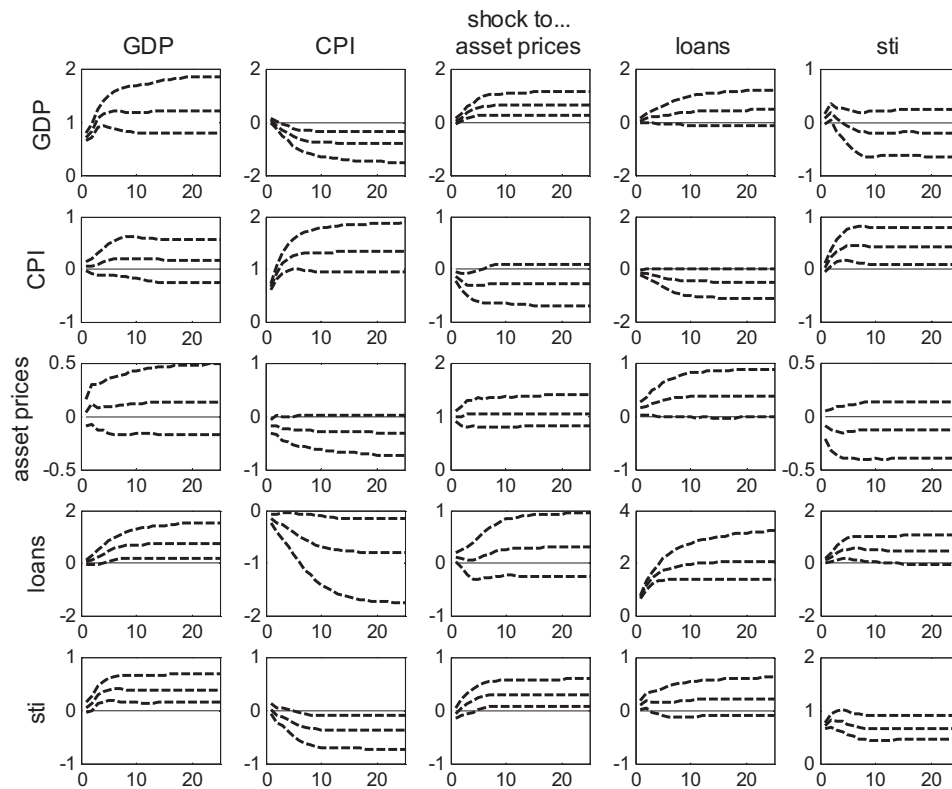 shock to...
GDP CPI asset prices loans sti
GDP
2 2 2 2 1
1 0 0 0 0
0 -2 -2 -2 -1
0 10 20 0 10 20 0 10 20 0 10 20 0 10 20
CPI
1 2 1 2 1
0 1 0 0 0
-1 0 -1 -2 -1
0 10 20 0 10 20 0 10 20 0 10 20 0 10 20
asset prices
0.5 1 2 1 0.5
0 0 1 0 0
-0.5 -1 0 -1 -0.5
0 10 20 0 10 20 0 10 20 0 10 20 0 10 20
loans
2 0 1 4 2
0 -1 0 2 0
-2 -2 -1 0 -2
0 10 20 0 10 20 0 10 20 0 10 20 0 10 20
sti
1 1 1 1 2
0 0 0 0 1
-1 -1 -1 -1 0
0 10 20 0 10 20 0 10 20 0 10 20 0 10 20